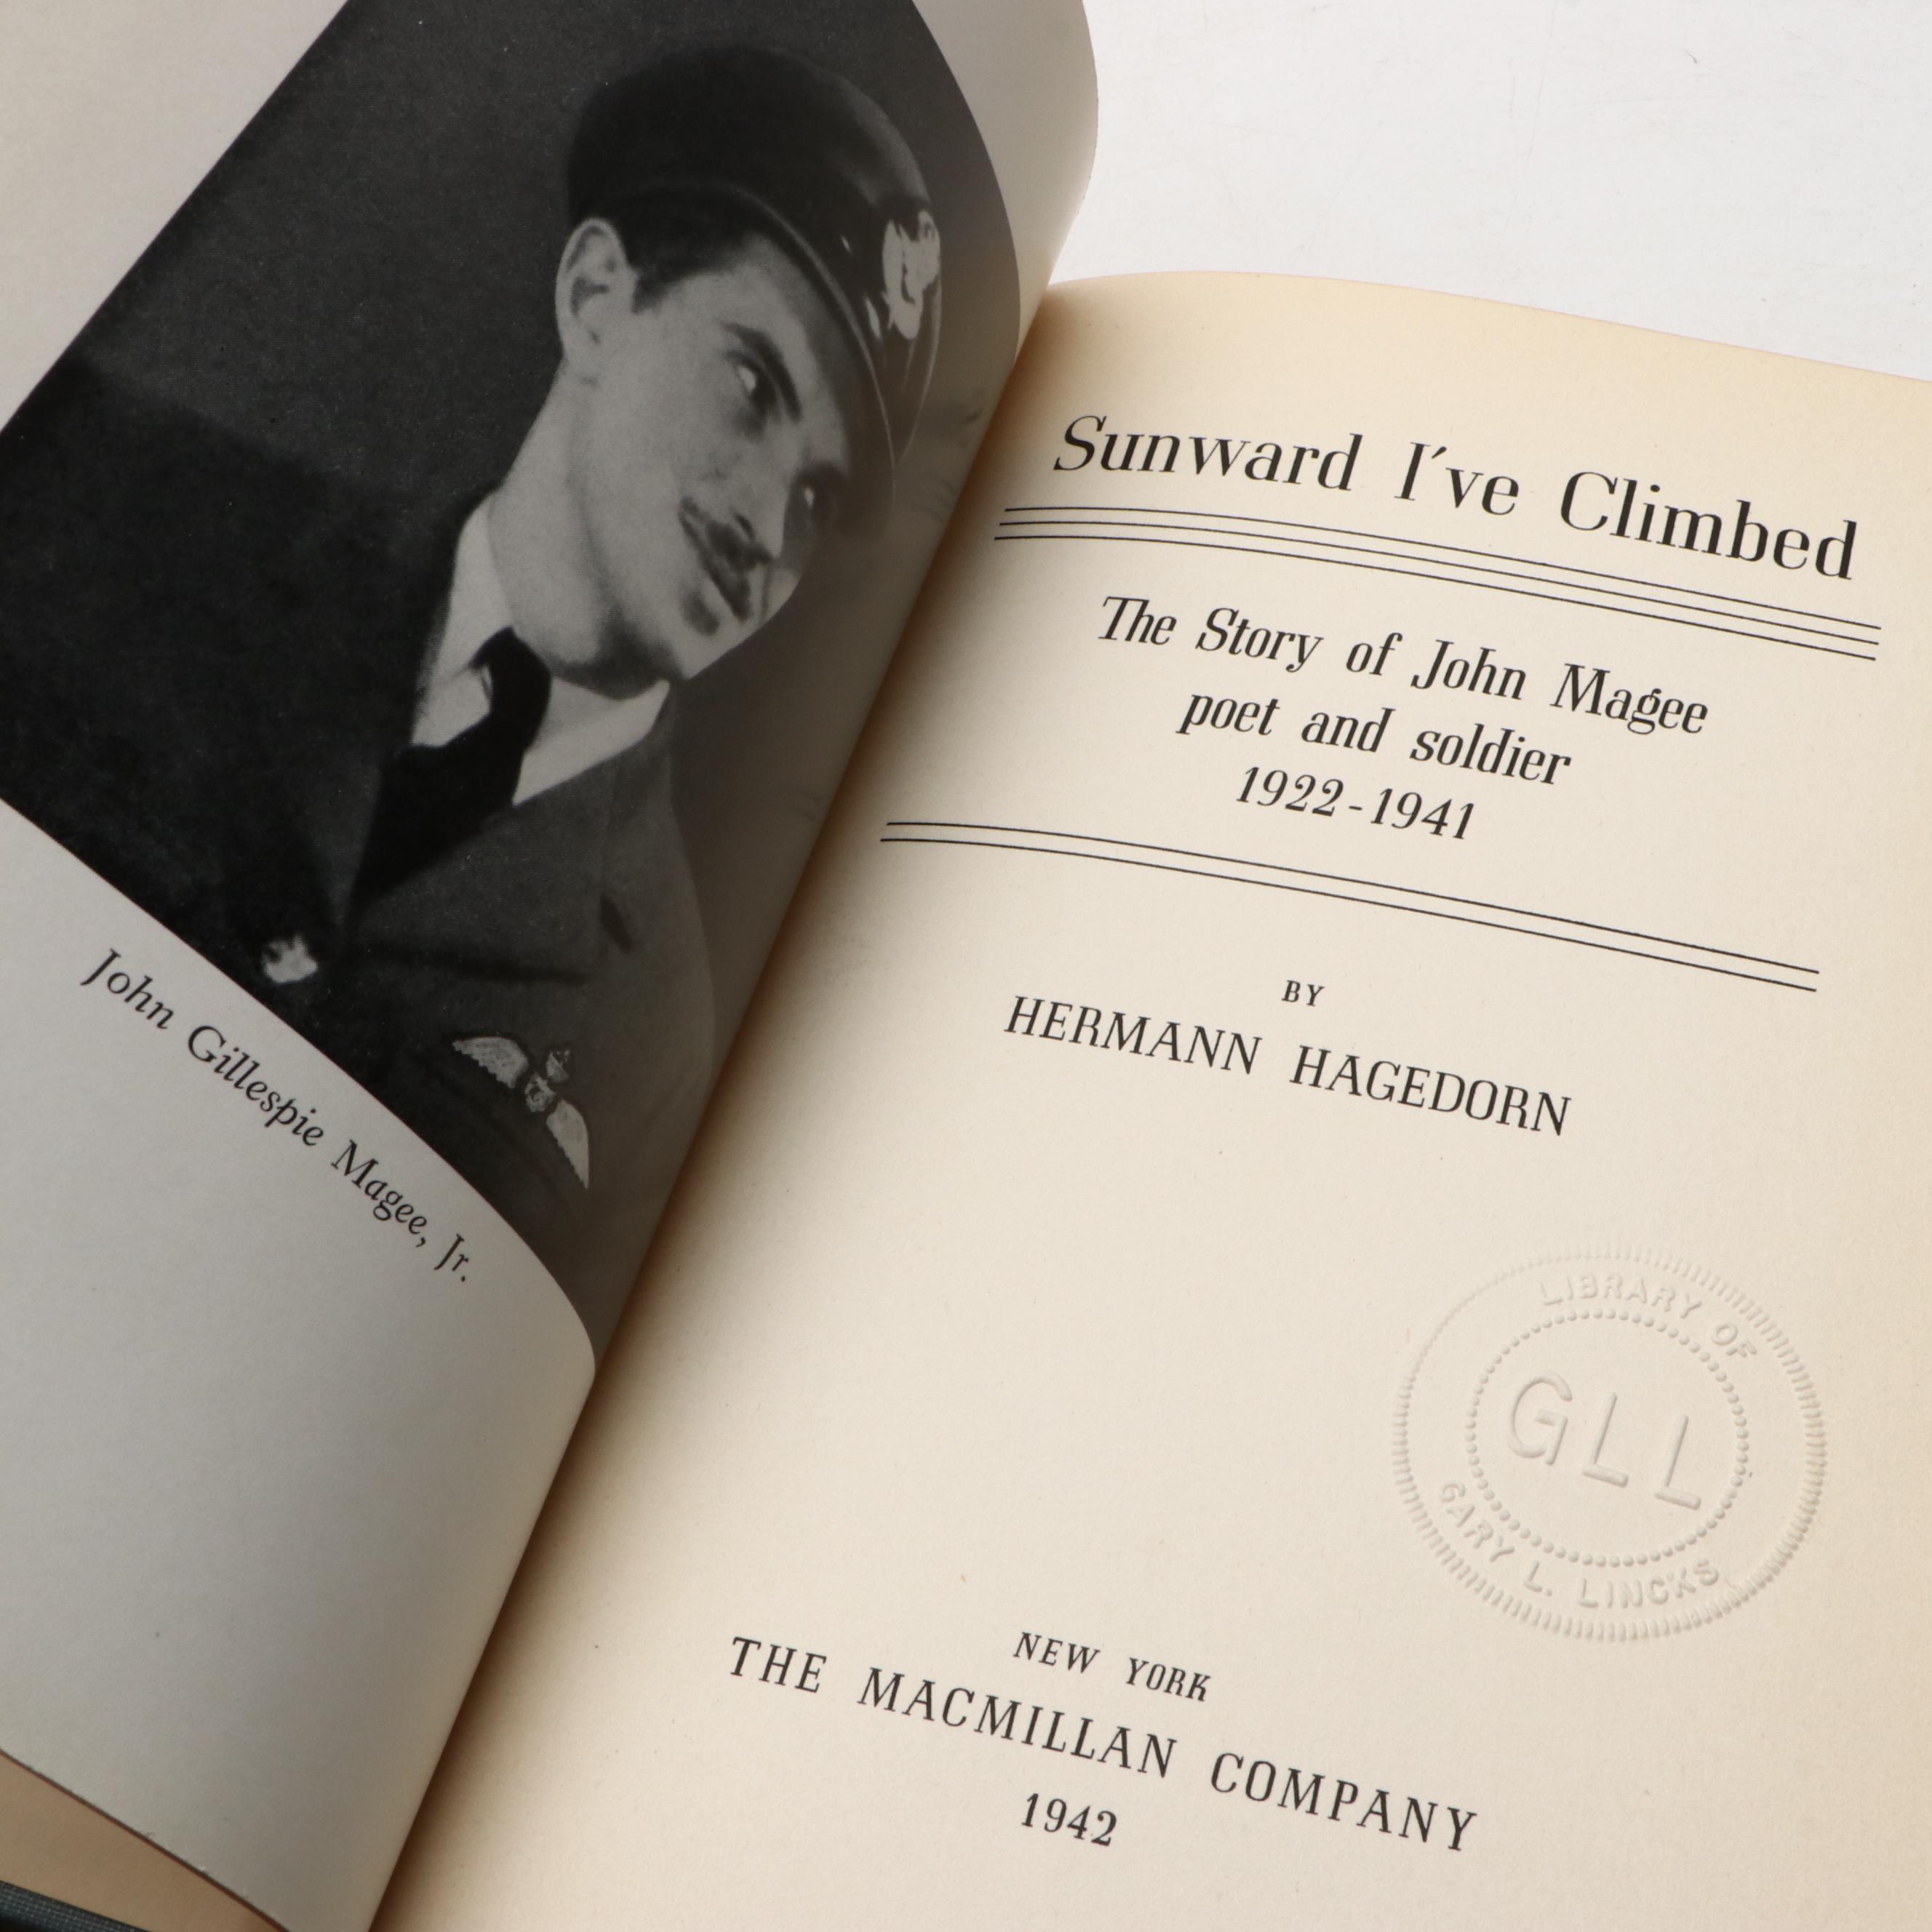 John Gillespie Magee, Jr.
Sunward I've Climbed
The Story of John Magee
poet and soldier
1922-1941
BY
HERMANN HAGEDORN
LIBRARY OF
GLL
GARY L. LINCKS
NEW YORK
THE MACMILLAN COMPANY
1942